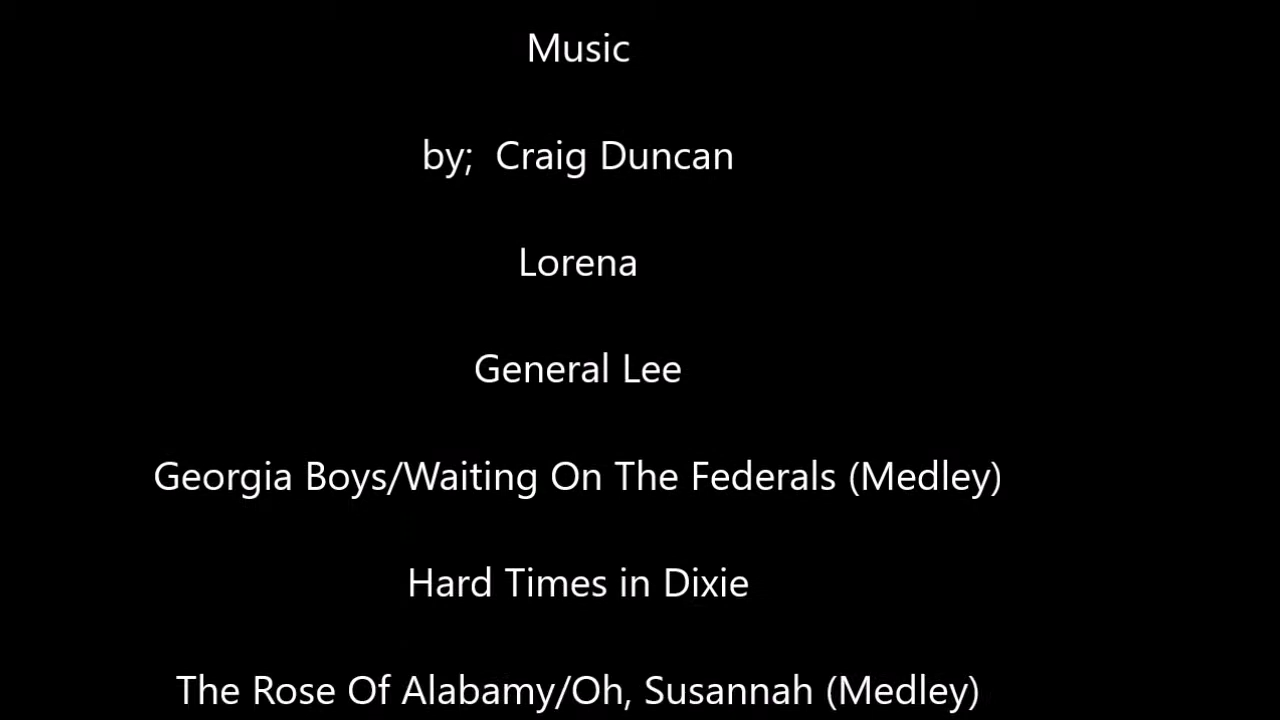 Music
by;  Craig Duncan
Lorena
General Lee
Georgia Boys/Waiting On The Federals (Medley)
Hard Times in Dixie
The Rose Of Alabamy/Oh, Susannah (Medley)